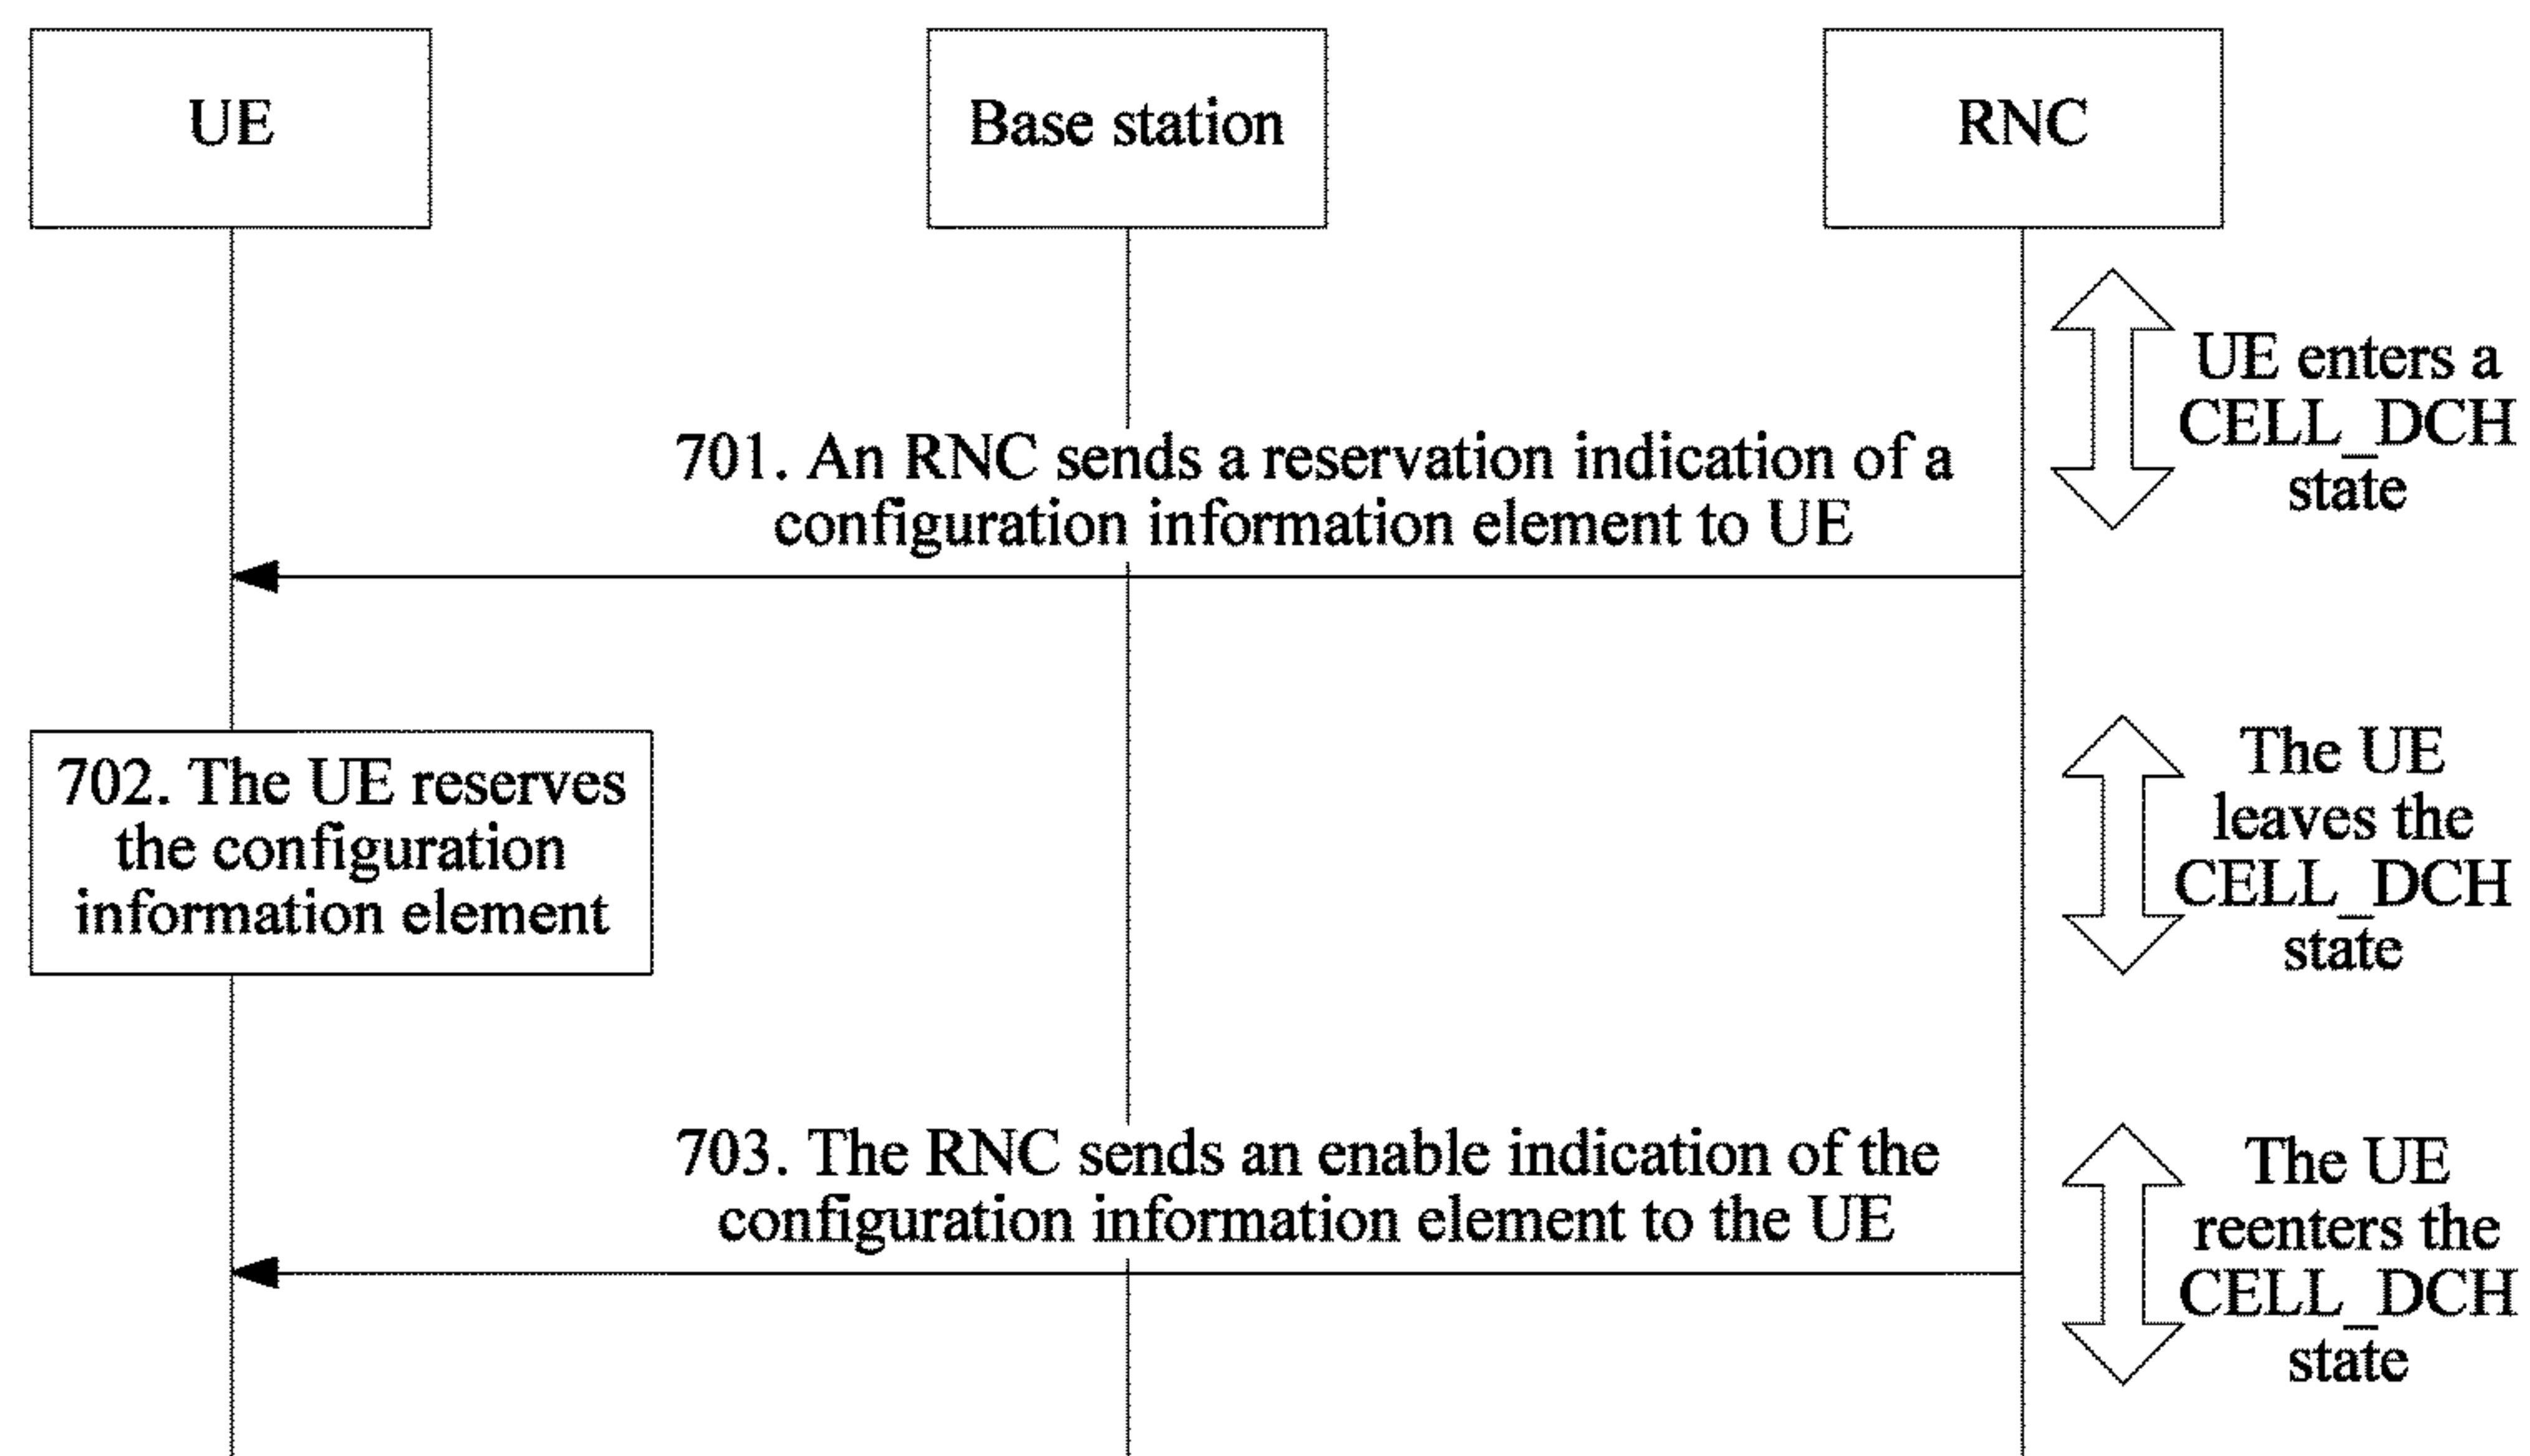 UE
Base station
RNC
UE enters a
CELL_DCH
state
701. An RNC sends a reservation indication of a
configuration information element to UE
702. The UE reserves
the configuration
information element
The UE
leaves the
CELL_DCH
state
703. The RNC sends an enable indication of the
configuration information element to the UE
The UE
reenters the
CELL_DCH
state